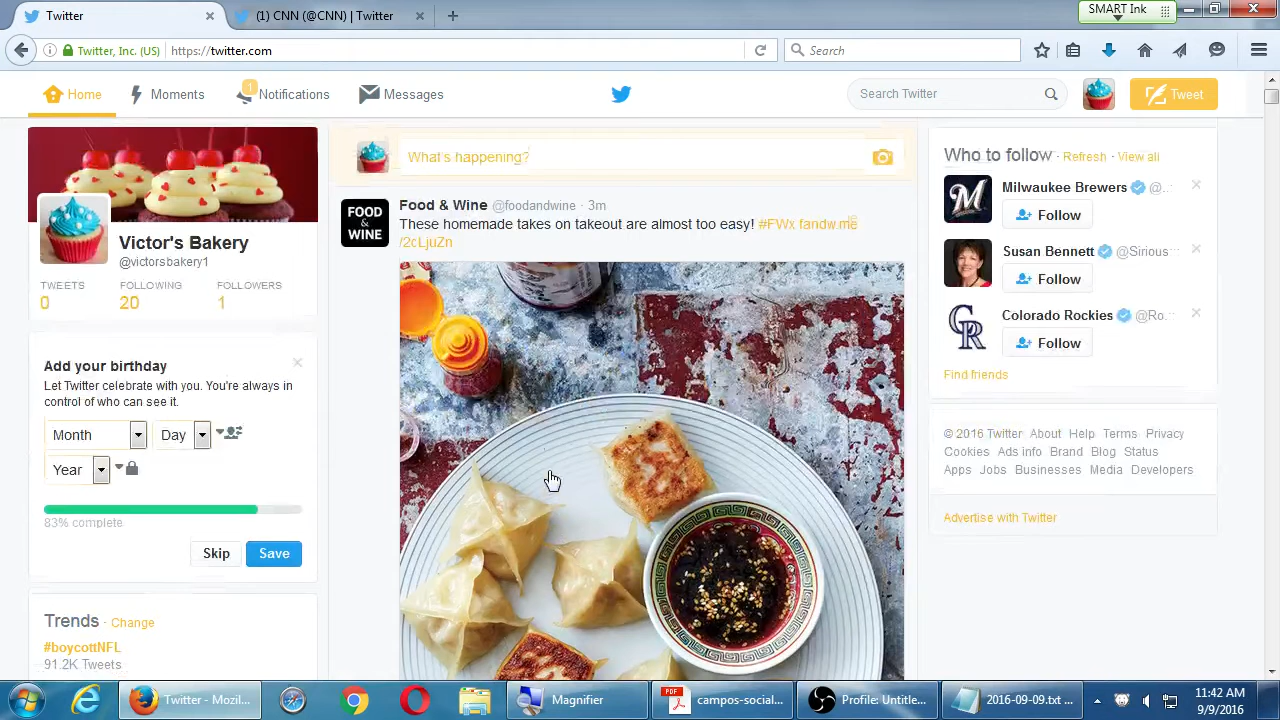 Twitter
(1) CNN (@CNN) | Twitter
SMART Ink
Twitter, Inc. (US)
https://twitter.com
Search
Home
Moments
1
Notifications
Messages
Search Twitter
Tweet
Victor's Bakery
@victorsbakery1
TWEETS
FOLLOWING
FOLLOWERS
0
20
1
Add your birthday
Let Twitter celebrate with you. You're always in
control of who can see it.
Month
Day
Year
83% complete
Skip
Save
Trends · Change
#boycottNFL
91.2K Tweets
What's happening?
FOOD
&
WINE
Food & Wine @foodandwine · 3m
These homemade takes on takeout are almost too easy! #FWx fandw.me
/2cLjuZn
Who to follow · Refresh · View all
Milwaukee Brewers @...
Follow
Susan Bennett @Sirious...
Follow
Colorado Rockies @Ro...
Follow
Find friends
© 2016 Twitter About Help Terms Privacy
Cookies Ads info Brand Blog Status
Apps Jobs Businesses Media Developers
Advertise with Twitter
Twitter - Mozil...
Magnifier
PDF
campos-social...
Profile: Untitle...
2016-09-09.txt ...
11:42 AM
9/9/2016